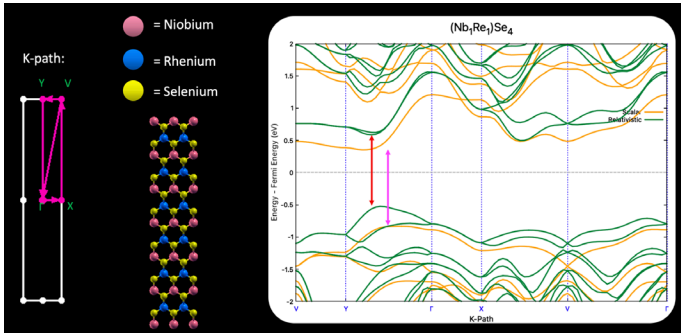 = Niobium
= Rhenium
= Selenium
K-path:
Y V
Γ X
(Nb₁Re₁)Se₄
Energy - Fermi Energy (eV)
2
1.5
1
0.5
0
-0.5
-1
-1.5
-2
Scalar
Relativistic
V Y Γ X V Γ
K-Path